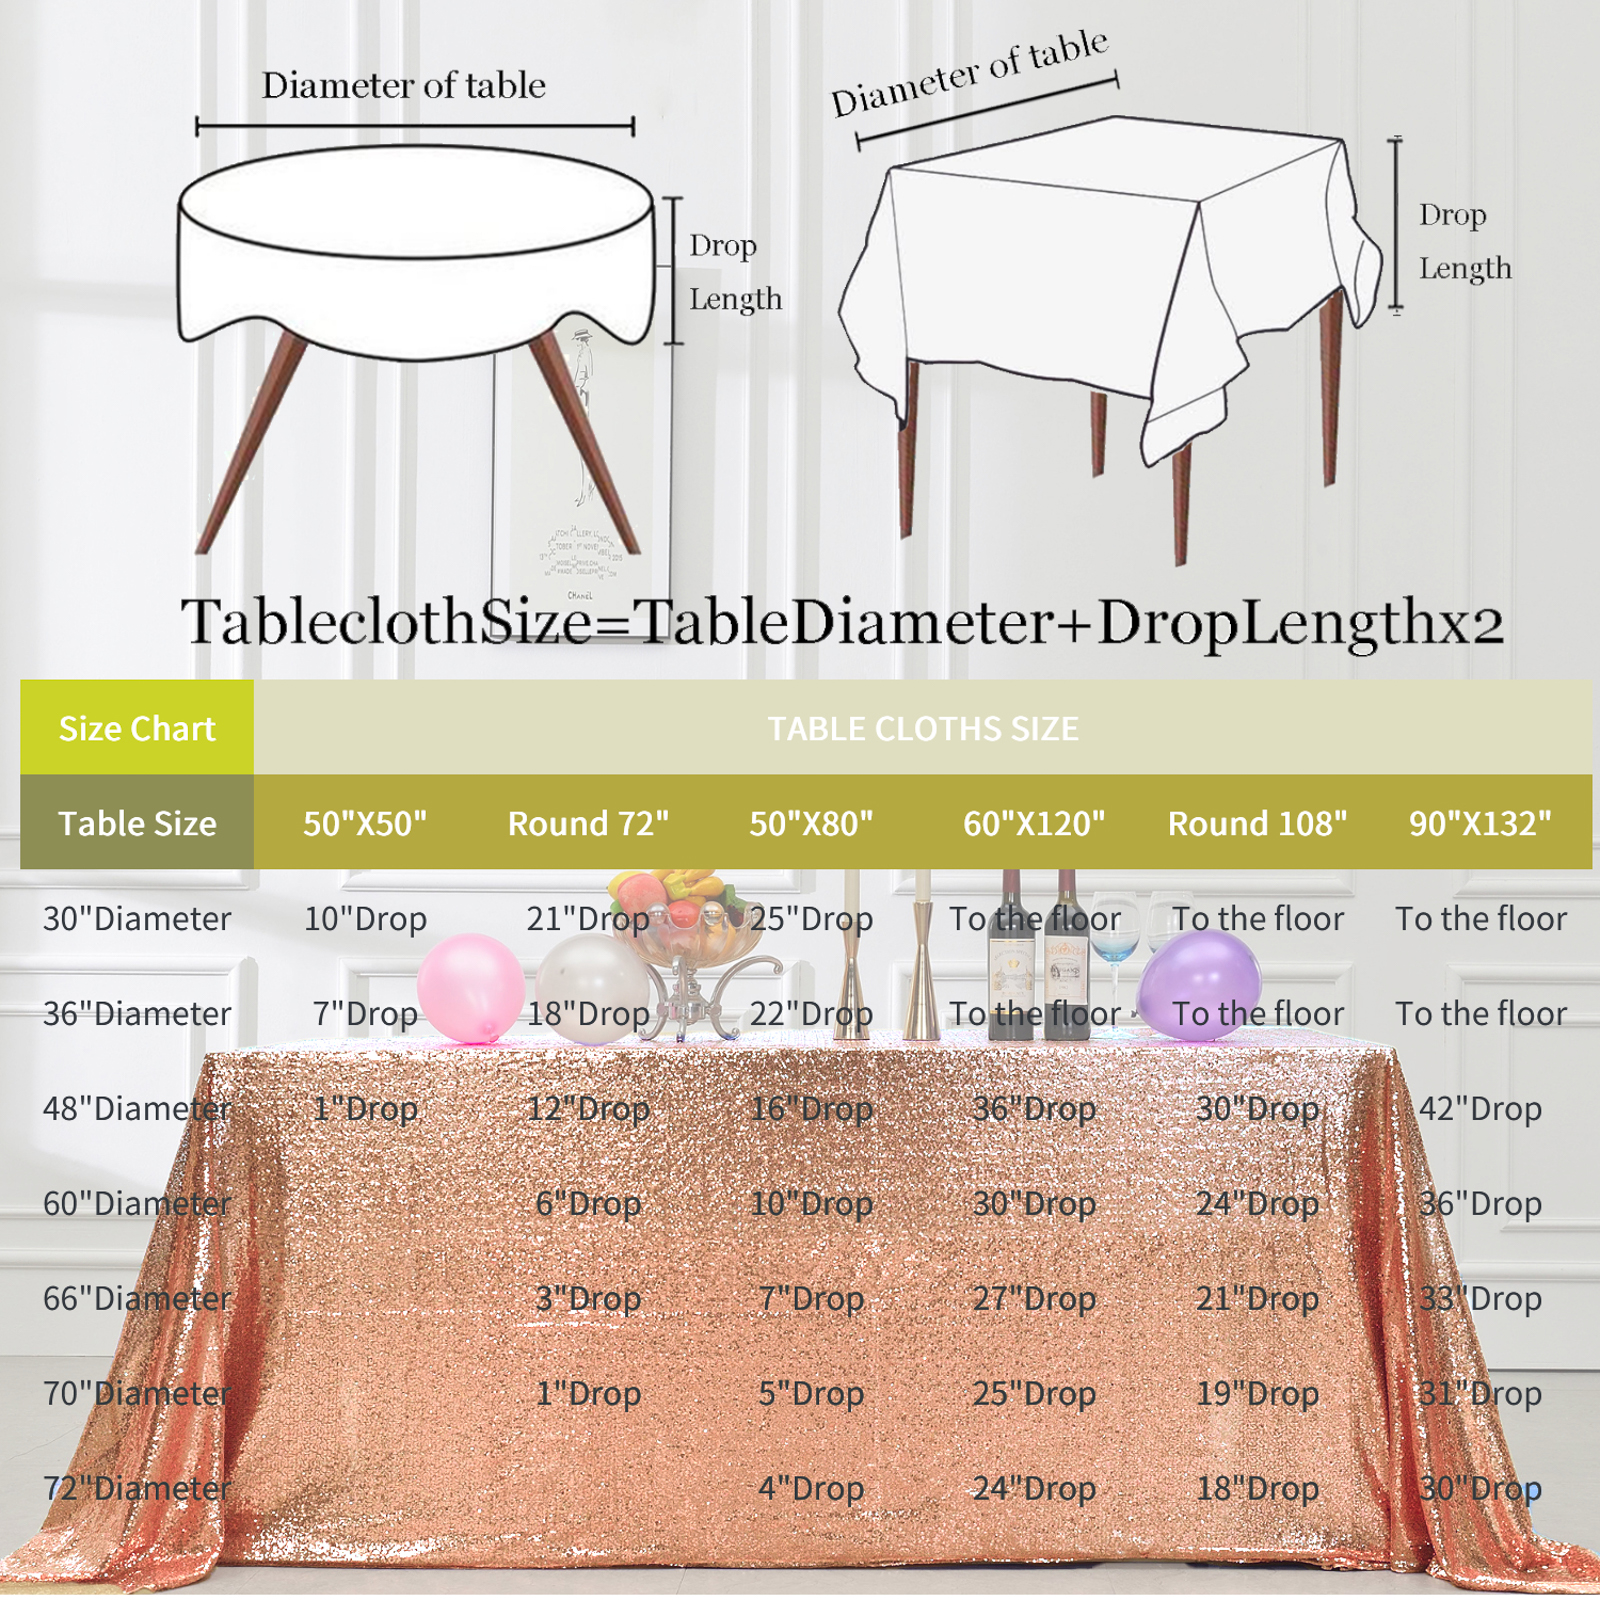 Diameter of table
Diameter of table
Drop
Length
Drop
Length
CHANEL
TableclothSize=TableDiameter+DropLengthx2
Size Chart TABLE CLOTHS SIZE
Table Size 50"X50" Round 72" 50"X80" 60"X120" Round 108" 90"X132"
30"Diameter 10"Drop 21"Drop 25"Drop To the floor To the floor To the floor
36"Diameter 7"Drop 18"Drop 22"Drop To the floor To the floor To the floor
48"Diameter 1"Drop 12"Drop 16"Drop 36"Drop 30"Drop 42"Drop
60"Diameter 6"Drop 10"Drop 30"Drop 24"Drop 36"Drop
66"Diameter 3"Drop 7"Drop 27"Drop 21"Drop 33"Drop
70"Diameter 1"Drop 5"Drop 25"Drop 19"Drop 31"Drop
72"Diameter 4"Drop 24"Drop 18"Drop 30"Drop